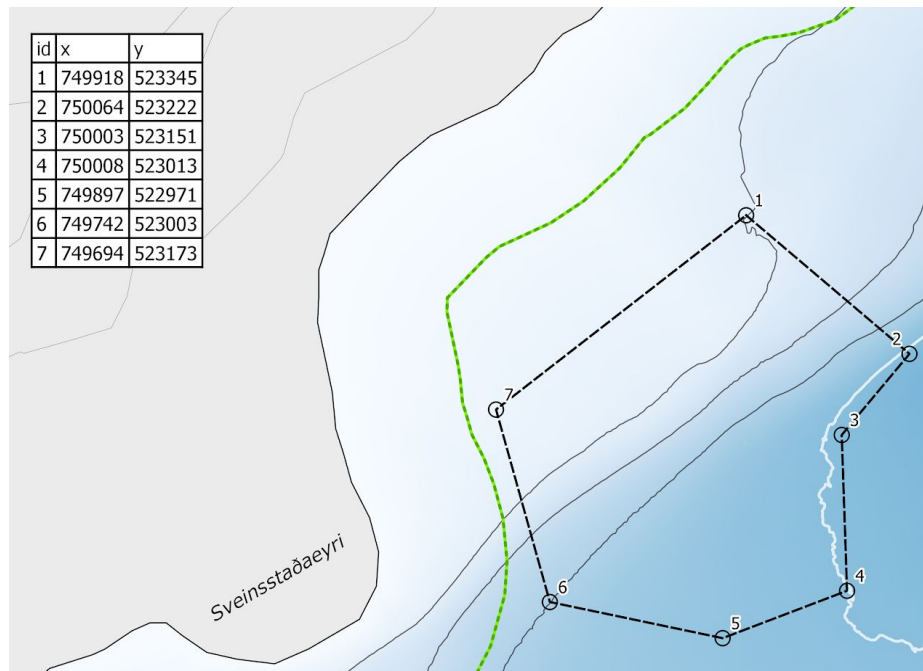 id x y
1 749918 523345
2 750064 523222
3 750003 523151
4 750008 523013
5 749897 522971
6 749742 523003
7 749694 523173
1
2
7
3
Sveinsstaðaeyri
6
4
5